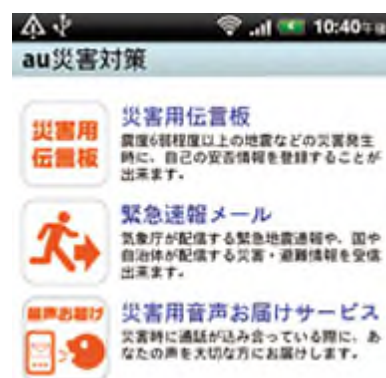 10:40午後
au災害対策
災害用
伝言板
災害用伝言板
震度6弱程度以上の地震などの災害発生
時に、自己の安否情報を登録することが
出来ます。
緊急速報メール
気象庁が配信する緊急地震速報や、国や
自治体が配信する災害・避難情報を受信
出来ます。
音声お届け
災害用音声お届けサービス
災害時に通話が込み合っている際に、あ
なたの声を大切な方にお届けします。